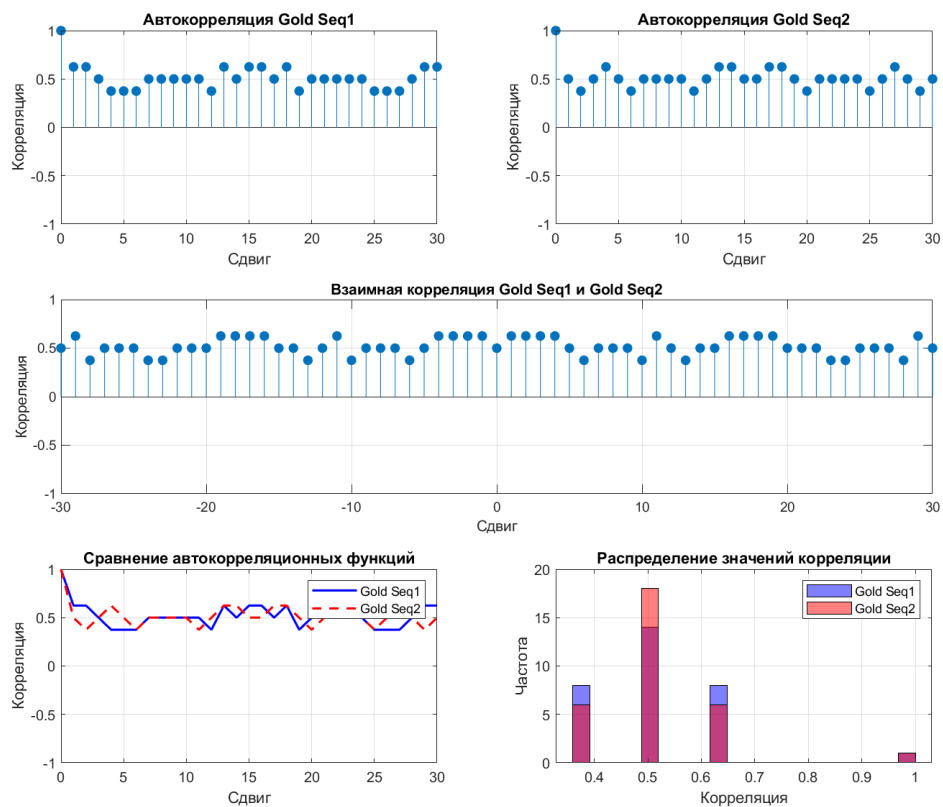 Автокорреляция Gold Seq1
Корреляция
1
0.5
0
-0.5
-1
0 5 10 15 20 25 30
Сдвиг
Автокорреляция Gold Seq2
Корреляция
1
0.5
0
-0.5
-1
0 5 10 15 20 25 30
Сдвиг
Взаимная корреляция Gold Seq1 и Gold Seq2
Корреляция
1
0.5
0
-0.5
-1
-30 -20 -10 0 10 20 30
Сдвиг
Сравнение автокорреляционных функций
Корреляция
1
0.5
0
-0.5
-1
Gold Seq1
Gold Seq2
0 5 10 15 20 25 30
Сдвиг
Распределение значений корреляции
Частота
20
15
10
5
0
Gold Seq1
Gold Seq2
0.4 0.5 0.6 0.7 0.8 0.9 1
Корреляция